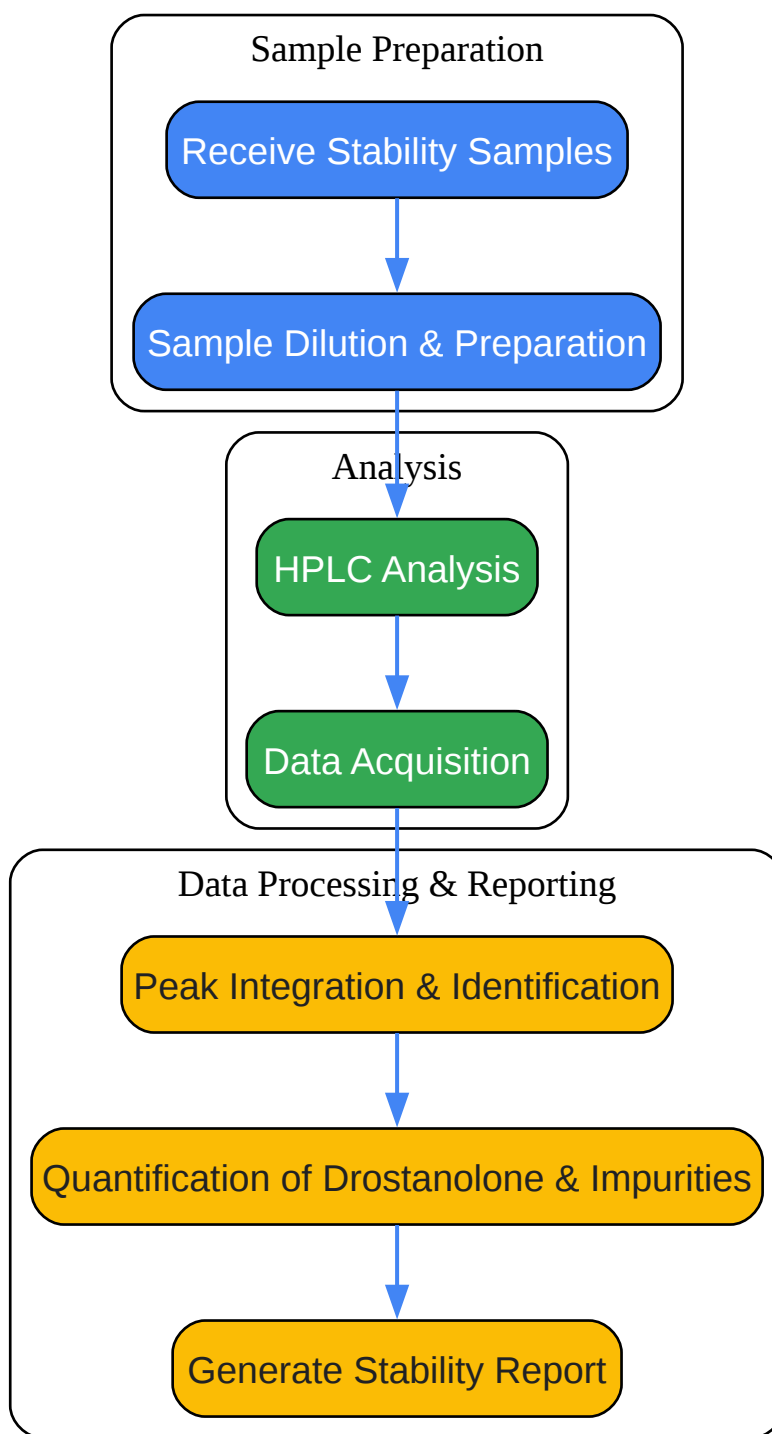 Sample Preparation
Receive Stability Samples
Sample Dilution & Preparation
Analysis
HPLC Analysis
Data Acquisition
Data Processing & Reporting
Peak Integration & Identification
Quantification of Drostanolone & Impurities
Generate Stability Report